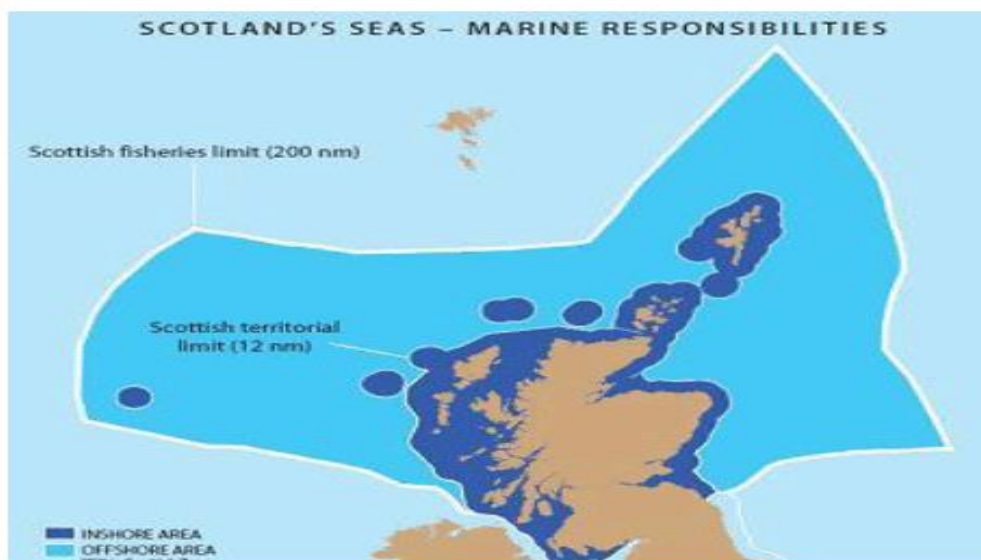 SCOTLAND'S SEAS – MARINE RESPONSIBILITIES
Scottish fisheries limit (200 nm)
Scottish territorial
limit (12 nm)
INSHORE AREA
OFFSHORE AREA